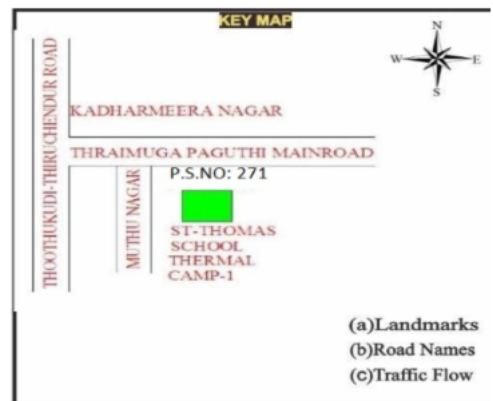 KEY MAP
N
W
E
S
THOOTHUKUDI-THIRUCHENDUR ROAD
KADHARMEERA NAGAR
THRAIMUGA PAGUTHI MAINROAD
MUTHU NAGAR
P.S.NO: 271
ST-THOMAS
SCHOOL
THERMAL
CAMP-1
(a)Landmarks
(b)Road Names
(c)Traffic Flow